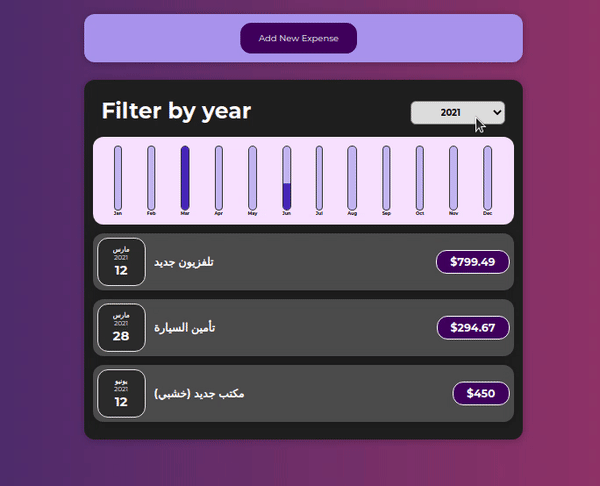 Add New Expense
Filter by year
2021
Jan Feb Mar Apr May Jun Jul Aug Sep Oct Nov Dec
مارس
2021
12
تلفزيون جديد
$799.49
مارس
2021
28
تأمين السيارة
$294.67
يونيو
2021
12
مكتب جديد (خشبي)
$450